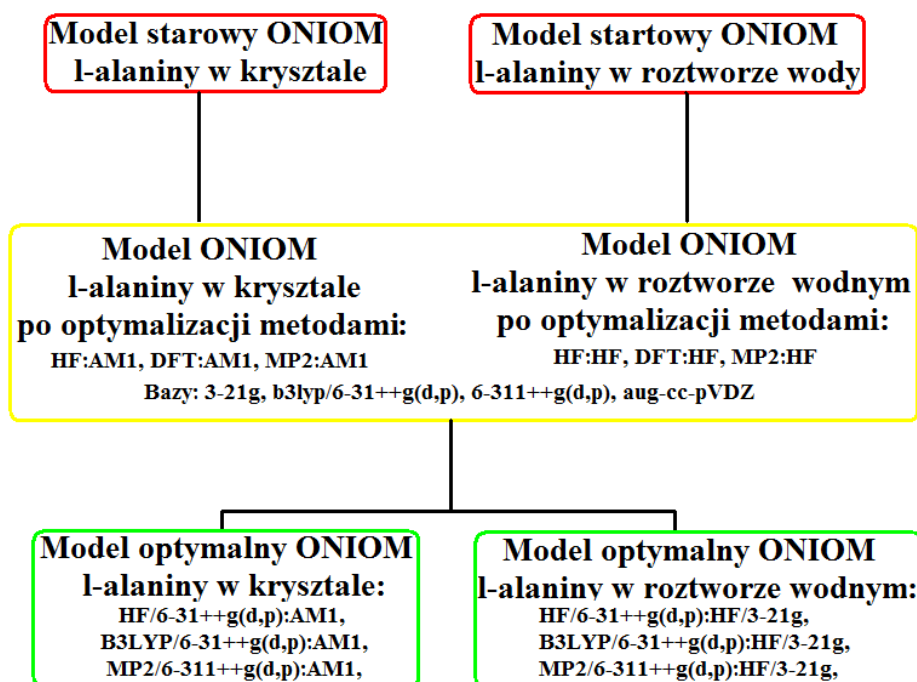 Model starowy ONIOM
l-alaniny w krysztale
Model startowy ONIOM
l-alaniny w roztworze wody
Model ONIOM
l-alaniny w krysztale
po optymalizacji metodami:
HF:AM1, DFT:AM1, MP2:AM1
Model ONIOM
l-alaniny w roztworze wodnym
po optymalizacji metodami:
HF:HF, DFT:HF, MP2:HF
Bazy: 3-21g, b3lyp/6-31++g(d,p), 6-311++g(d,p), aug-cc-pVDZ
Model optymalny ONIOM
l-alaniny w krysztale:
HF/6-31++g(d,p):AM1,
B3LYP/6-31++g(d,p):AM1,
MP2/6-311++g(d,p):AM1,
Model optymalny ONIOM
l-alaniny w roztworze wodnym:
HF/6-31++g(d,p):HF/3-21g,
B3LYP/6-31++g(d,p):HF/3-21g,
MP2/6-311++g(d,p):HF/3-21g,